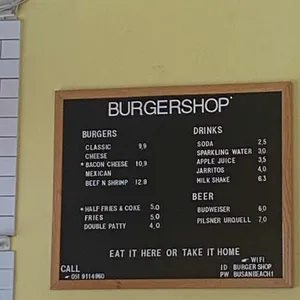 BURGERSHOP
BURGERS
CLASSIC 9.9
CHEESE
* BACON CHEESE 10.9
MEXICAN
BEEF N SHRIMP 12.9
* HALF FRIES & COKE 5.0
FRIES 5.0
DOUBLE PATTY 4.0
DRINKS
SODA 2.5
SPARKLING WATER 3.0
APPLE JUICE 3.5
JARRITOS 4.0
MILK SHAKE 6.3
BEER
BUDWEISER 6.0
PILSNER URQUELL 7.0
EAT IT HERE OR TAKE IT HOME
CALL
051 9114960
WIFI
ID BURGERSHOP
PW BUSANBEACH1